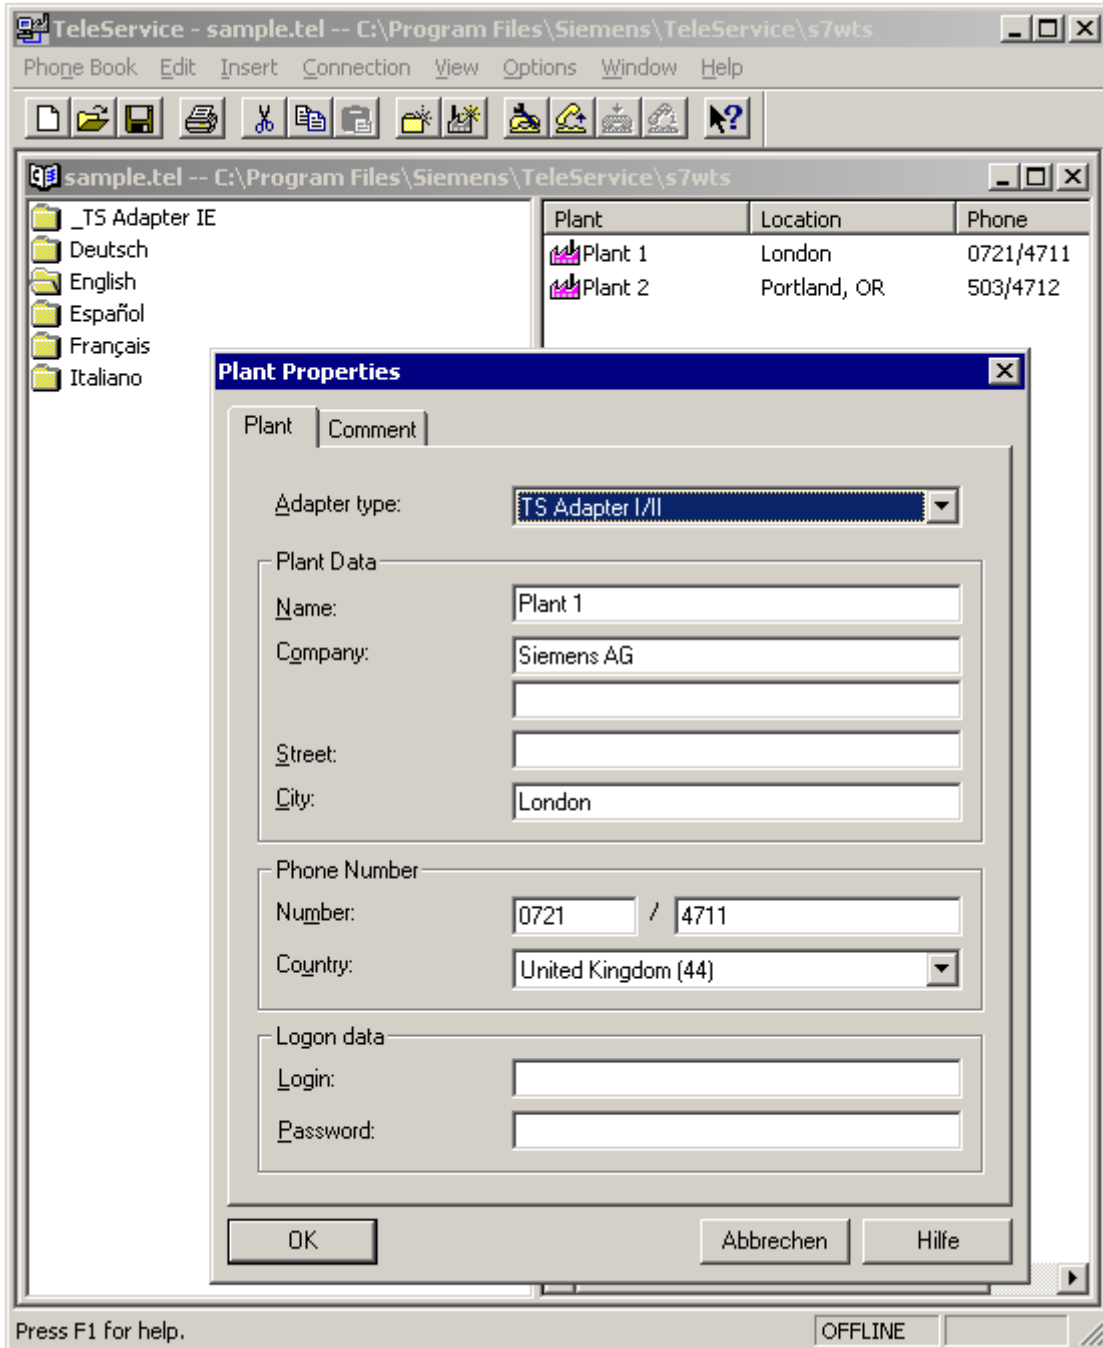 TeleService - sample.tel -- C:\Program Files\Siemens\TeleService\s7wts
Phone Book Edit Insert Connection View Options Window Help
sample.tel -- C:\Program Files\Siemens\TeleService\s7wts
_TS Adapter IE
Deutsch
English
Español
Français
Italiano
Plant Location Phone
Plant 1 London 0721/4711
Plant 2 Portland, OR 503/4712
Plant Properties
Plant Comment
Adapter type: TS Adapter I/II
Plant Data
Name: Plant 1
Company: Siemens AG
Street:
City: London
Phone Number
Number: 0721 / 4711
Country: United Kingdom (44)
Logon data
Login:
Password:
OK Abbrechen Hilfe
Press F1 for help. OFFLINE